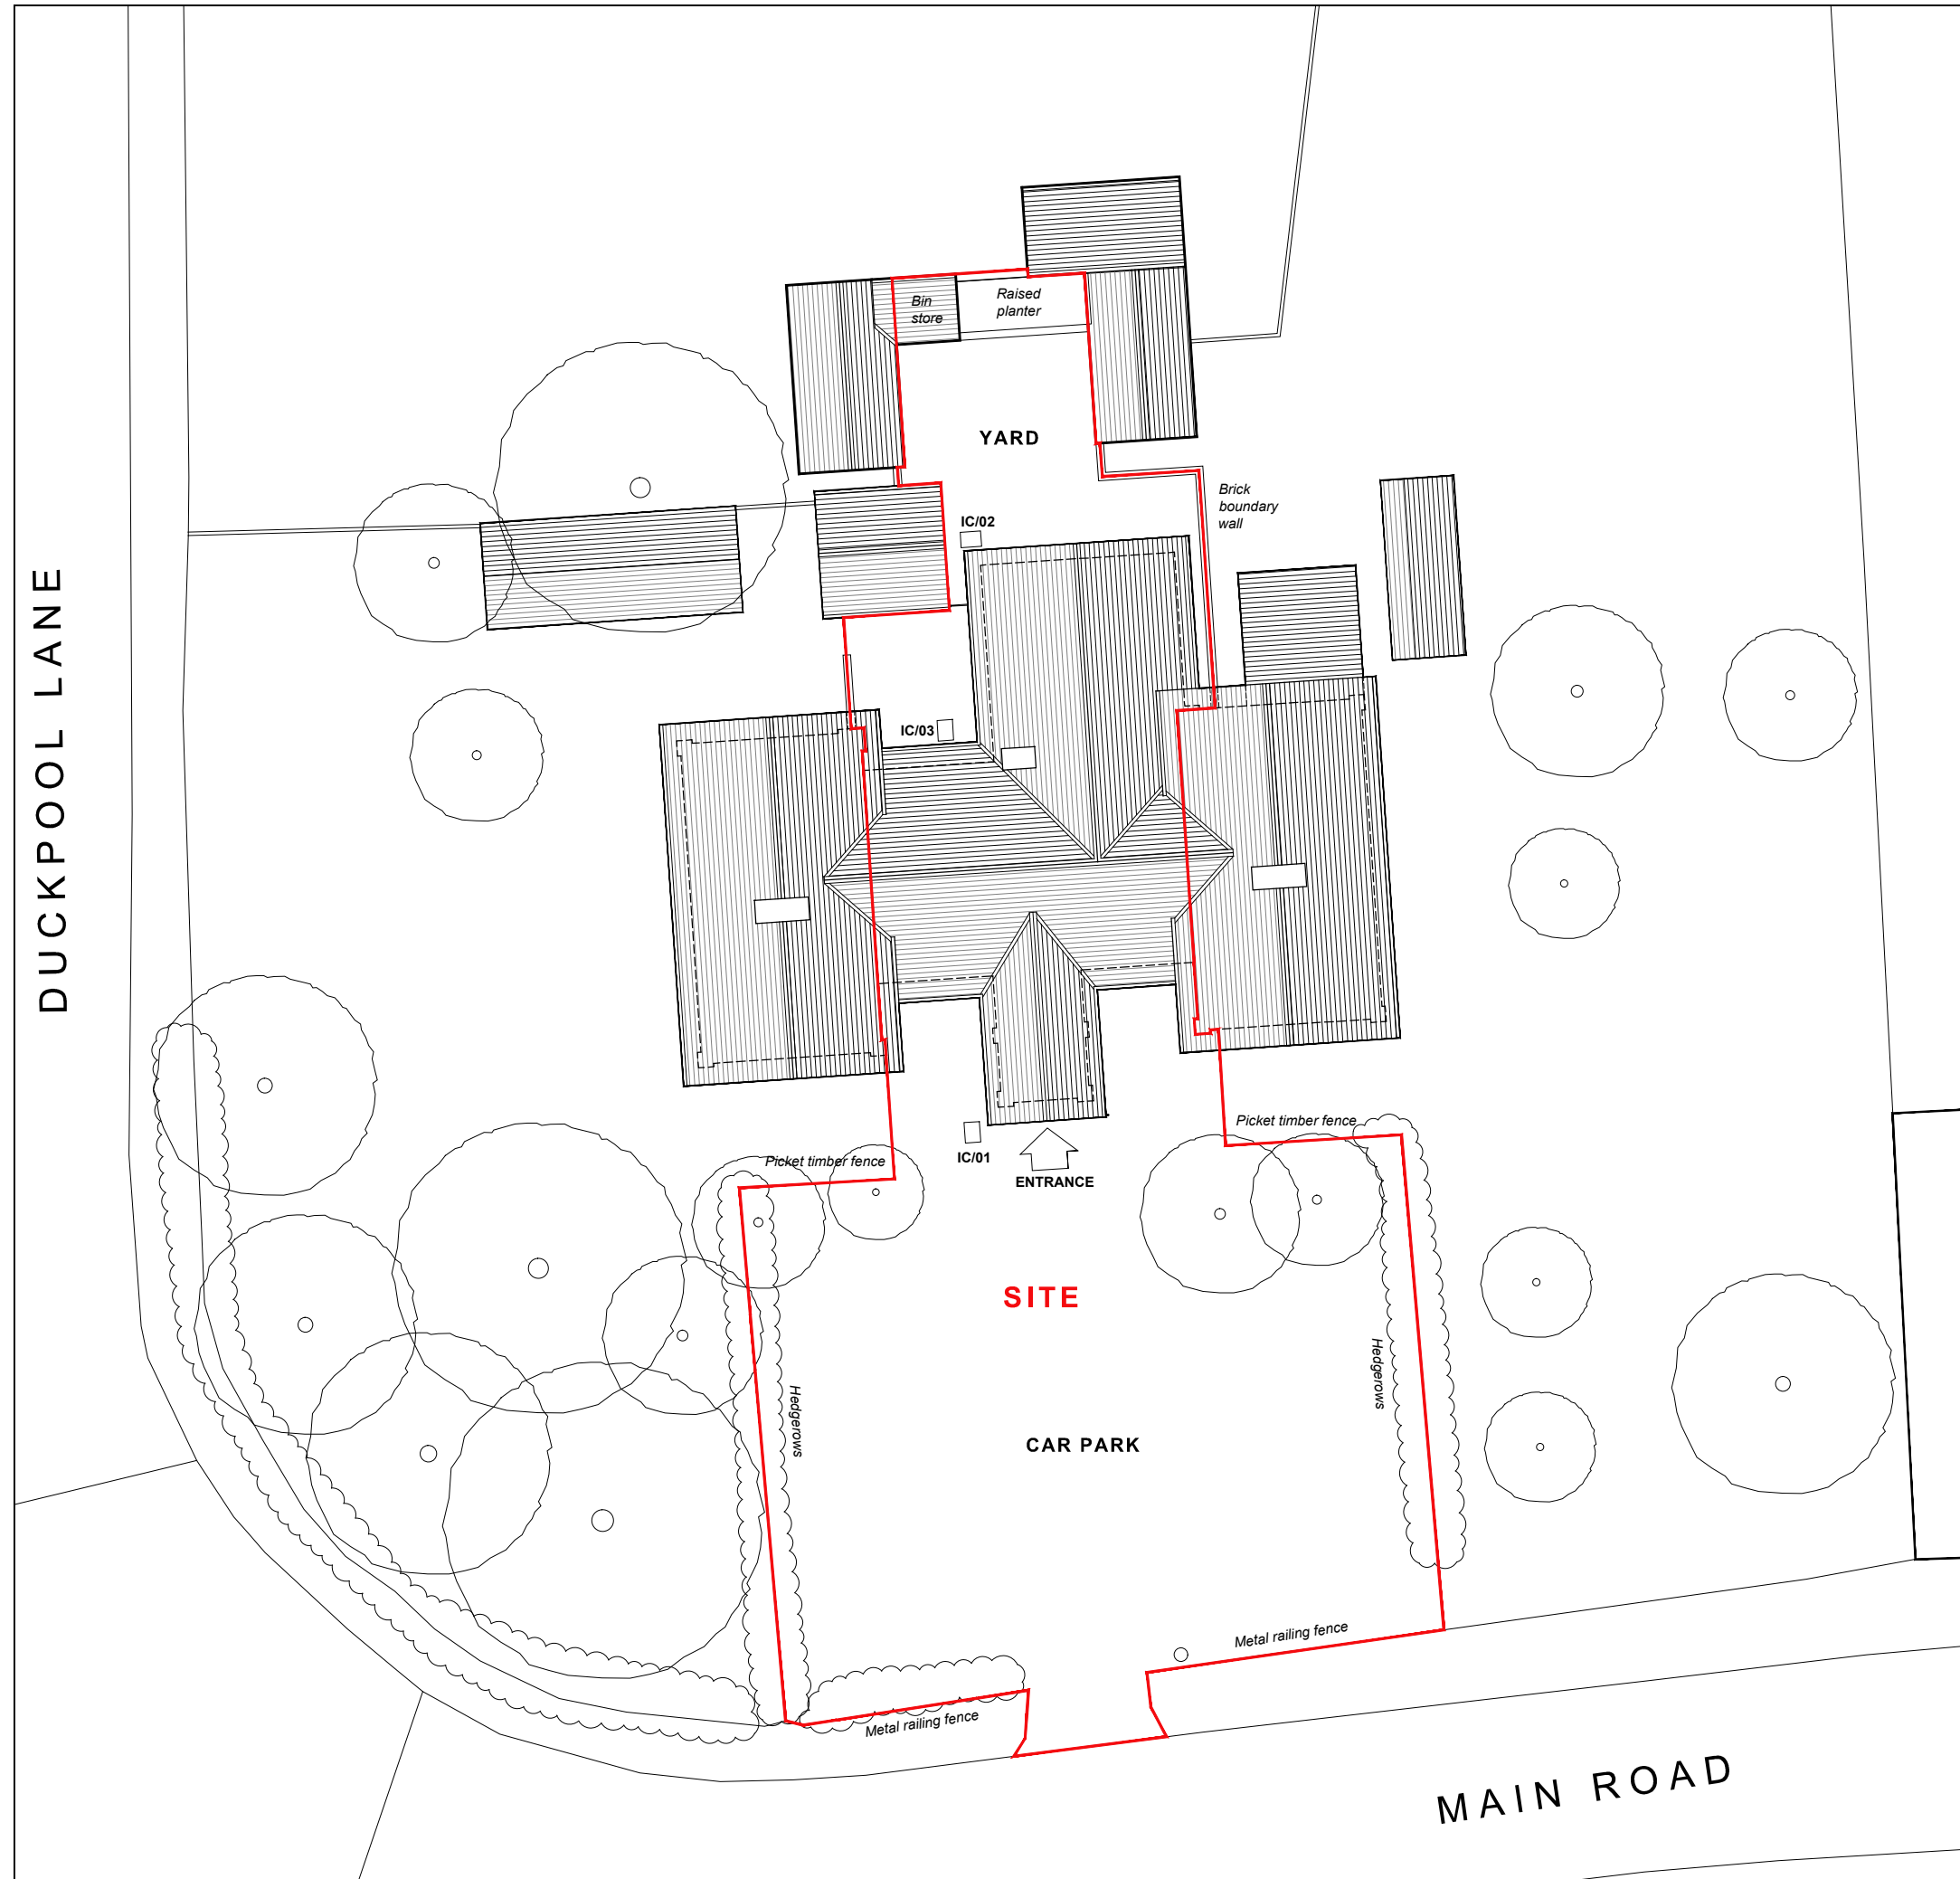 Bin
store
Raised
planter
YARD
Brick
boundary
wall
IC/02
DUCKPOOL LANE
IC/03
Picket timber fence
IC/01
Picket timber fence
ENTRANCE
SITE
Hedgerows
Hedgerows
CAR PARK
Metal railing fence
Metal railing fence
MAIN ROAD